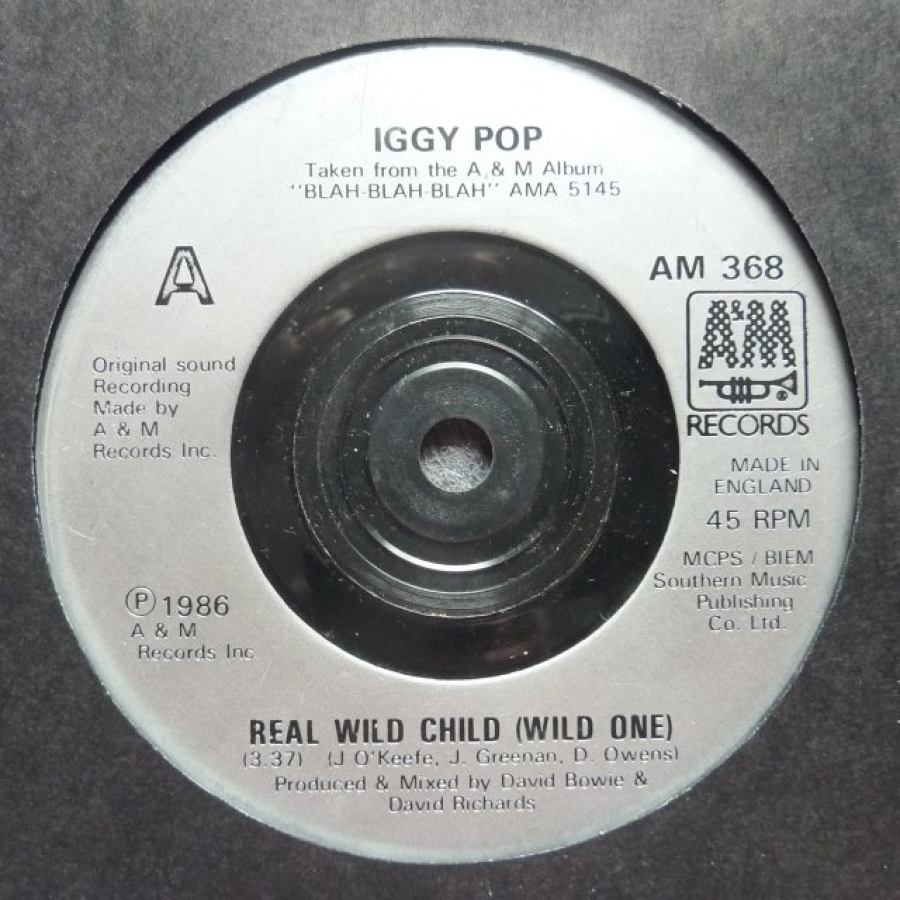 IGGY POP
Taken from the A & M Album
"BLAH-BLAH-BLAH" AMA 5145
A
AM 368
A&M
RECORDS
Original sound
Recording
Made by
A & M
Records Inc.
MADE IN
ENGLAND
45 RPM
MCPS / BIEM
Southern Music
Publishing
Co. Ltd.
Ⓟ 1986
A & M
Records Inc
REAL WILD CHILD (WILD ONE)
(3.37) (J O'Keefe, J. Greenan, D. Owens)
Produced & Mixed by David Bowie &
David Richards